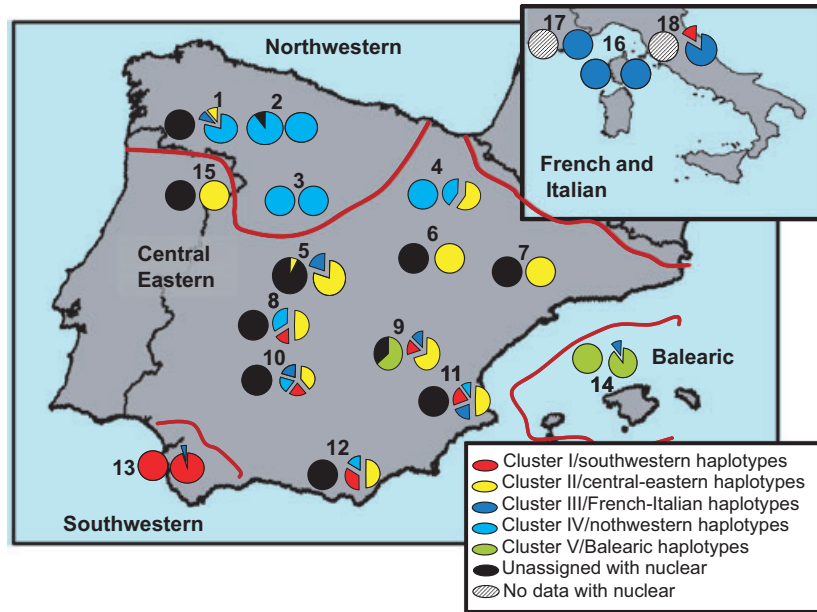 17
18
16
Northwestern
1
2
French and
Italian
15
3
4
Central
Eastern
5
6
7
8
9
10
11
Balearic
14
12
13
Southwestern
Cluster I/southwestern haplotypes
Cluster II/central-eastern haplotypes
Cluster III/French-Italian haplotypes
Cluster IV/nothwestern haplotypes
Cluster V/Balearic haplotypes
Unassigned with nuclear
No data with nuclear